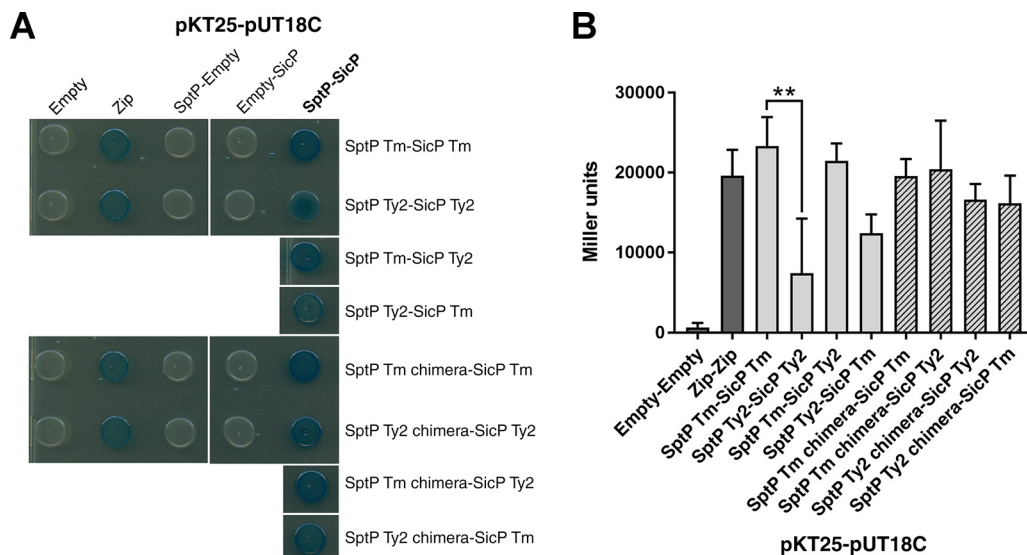 A
pKT25-pUT18C
Empty
Zip
SptP-Empty
Empty-SicP
SptP-SicP
SptP Tm-SicP Tm
SptP Ty2-SicP Ty2
SptP Tm-SicP Ty2
SptP Ty2-SicP Tm
SptP Tm chimera-SicP Tm
SptP Ty2 chimera-SicP Ty2
SptP Tm chimera-SicP Ty2
SptP Ty2 chimera-SicP Tm
B
Miller units
30000
20000
10000
0
**
Empty-Empty
Zip-Zip
SptP Tm-SicP Tm
SptP Ty2-SicP Ty2
SptP Tm-SicP Ty2
SptP Ty2-SicP Tm
SptP Tm chimera-SicP Tm
SptP Tm chimera-SicP Ty2
SptP Ty2 chimera-SicP Ty2
SptP Ty2 chimera-SicP Tm
pKT25-pUT18C